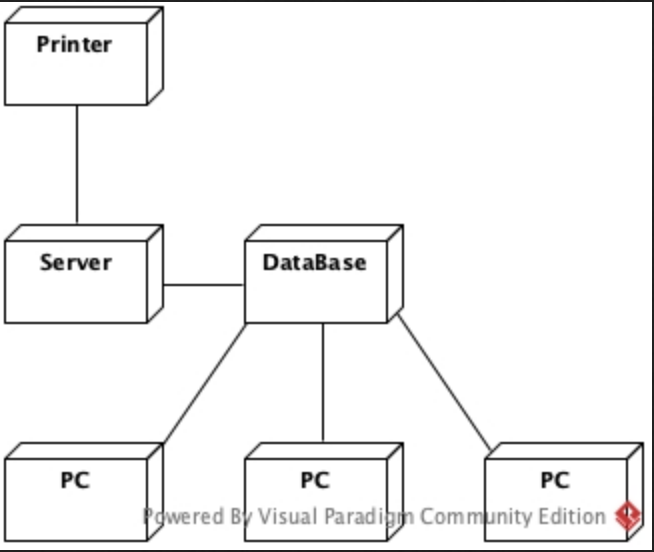 Printer
Server
DataBase
PC
PC
PC
Powered By Visual Paradigm Community Edition